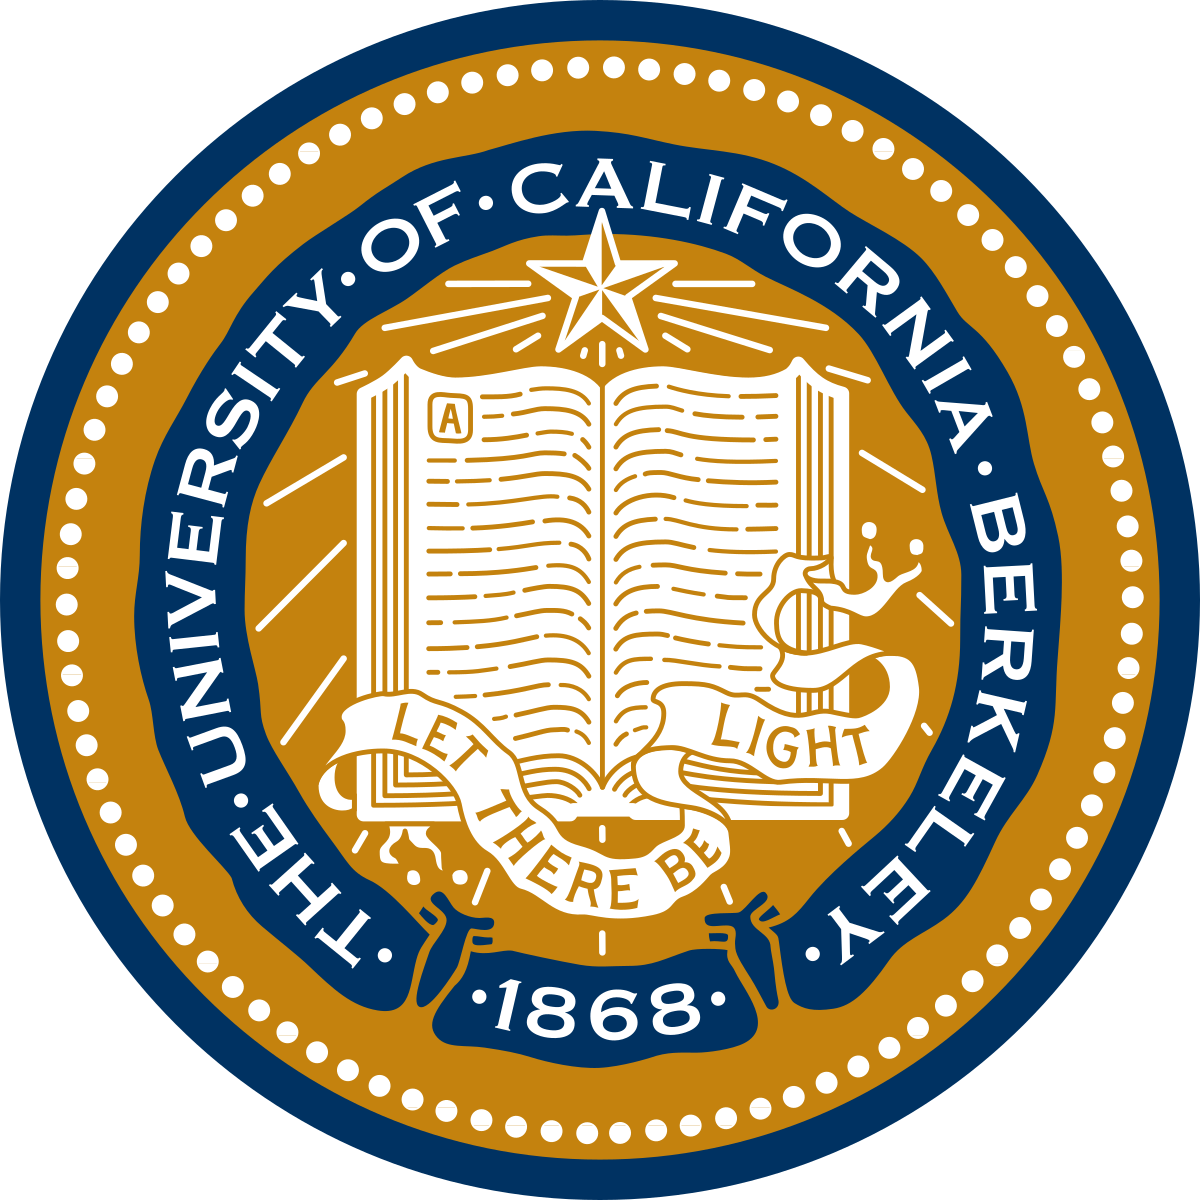 ·THE·UNIVERSITY·OF·CALIFORNIA·BERKELEY·
A
LET THERE BE LIGHT
·1868·